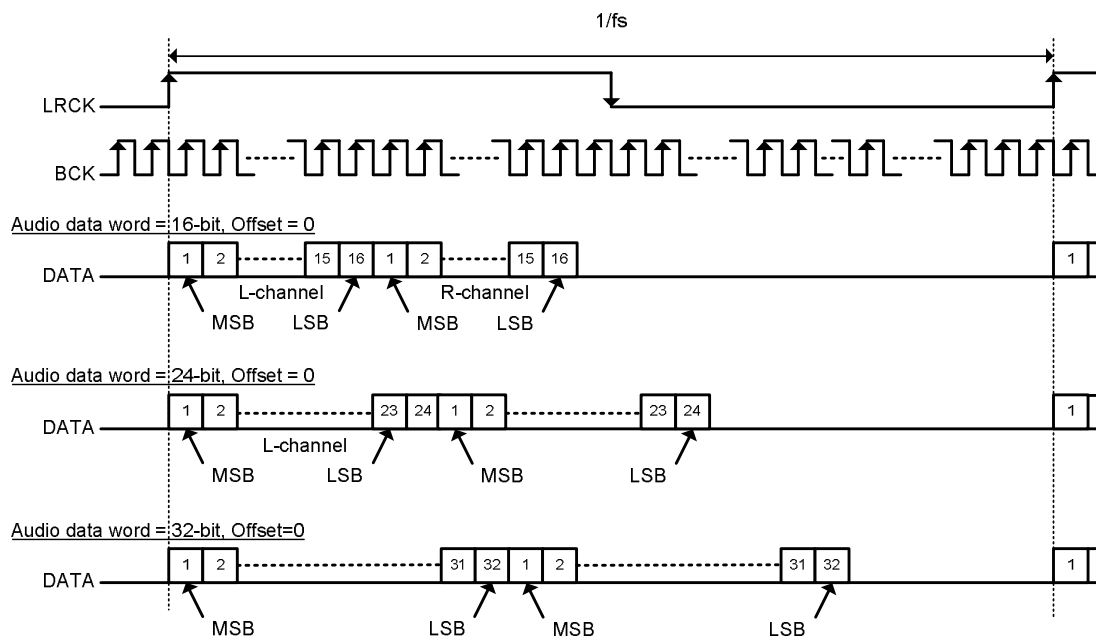 1/fs
LRCK
BCK
Audio data word = 16-bit, Offset = 0
DATA 1 2 15 16 1 2 15 16 1
L-channel R-channel
MSB LSB MSB LSB
Audio data word = 24-bit, Offset = 0
DATA 1 2 23 24 1 2 23 24 1
L-channel
MSB LSB MSB LSB
Audio data word = 32-bit, Offset=0
DATA 1 2 31 32 1 2 31 32 1
MSB LSB MSB LSB